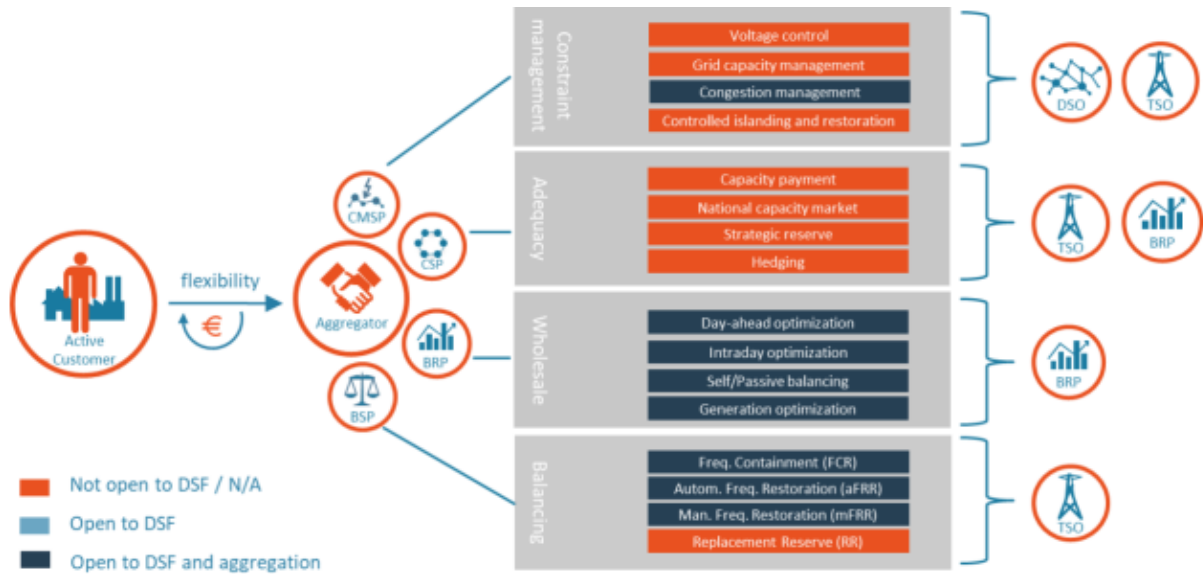 Constraint
management
Voltage control
Grid capacity management
Congestion management
Controlled islanding and restoration
DSO
TSO
Adequacy
Capacity payment
National capacity market
Strategic reserve
Hedging
TSO
BRP
Wholesale
Day-ahead optimization
Intraday optimization
Self/Passive balancing
Generation optimization
BRP
Balancing
Freq. Containment (FCR)
Autom. Freq. Restoration (aFRR)
Man. Freq. Restoration (mFRR)
Replacement Reserve (RR)
TSO
CMSP
CSP
Aggregator
BRP
BSP
flexibility
€
Active
Customer
Not open to DSF / N/A
Open to DSF
Open to DSF and aggregation